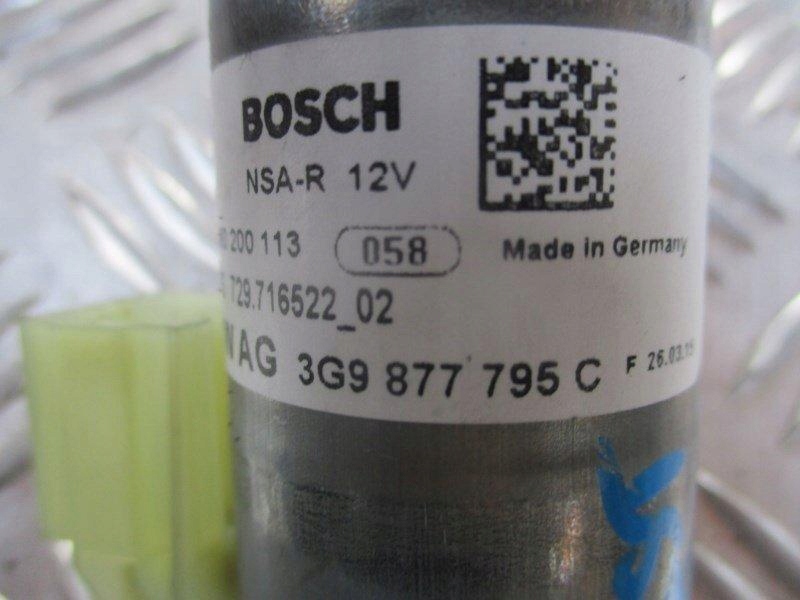 BOSCH
NSA-R 12V
200 113 058 Made in Germany
729.716522_02
AG 3G9 877 795 C F 26.03.15